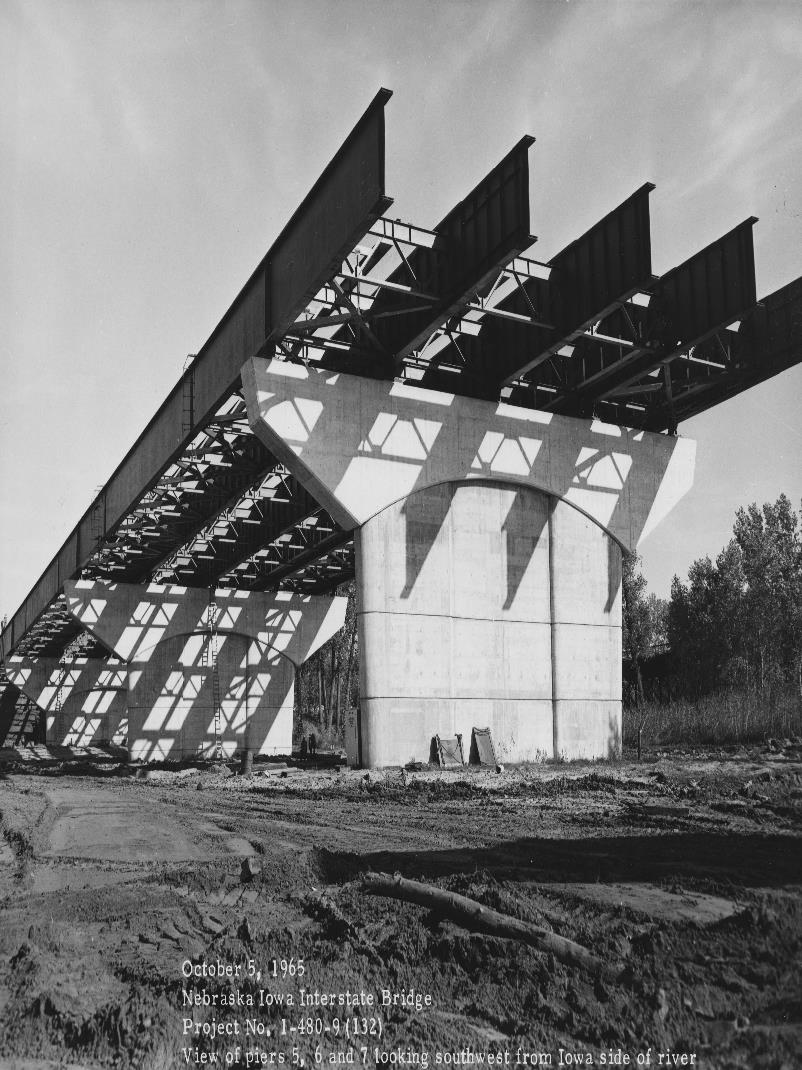 October 5, 1965
Nebraska Iowa Interstate Bridge
Project No. I-480-9(132)
View of piers 5, 6 and 7 looking southwest from Iowa side of river